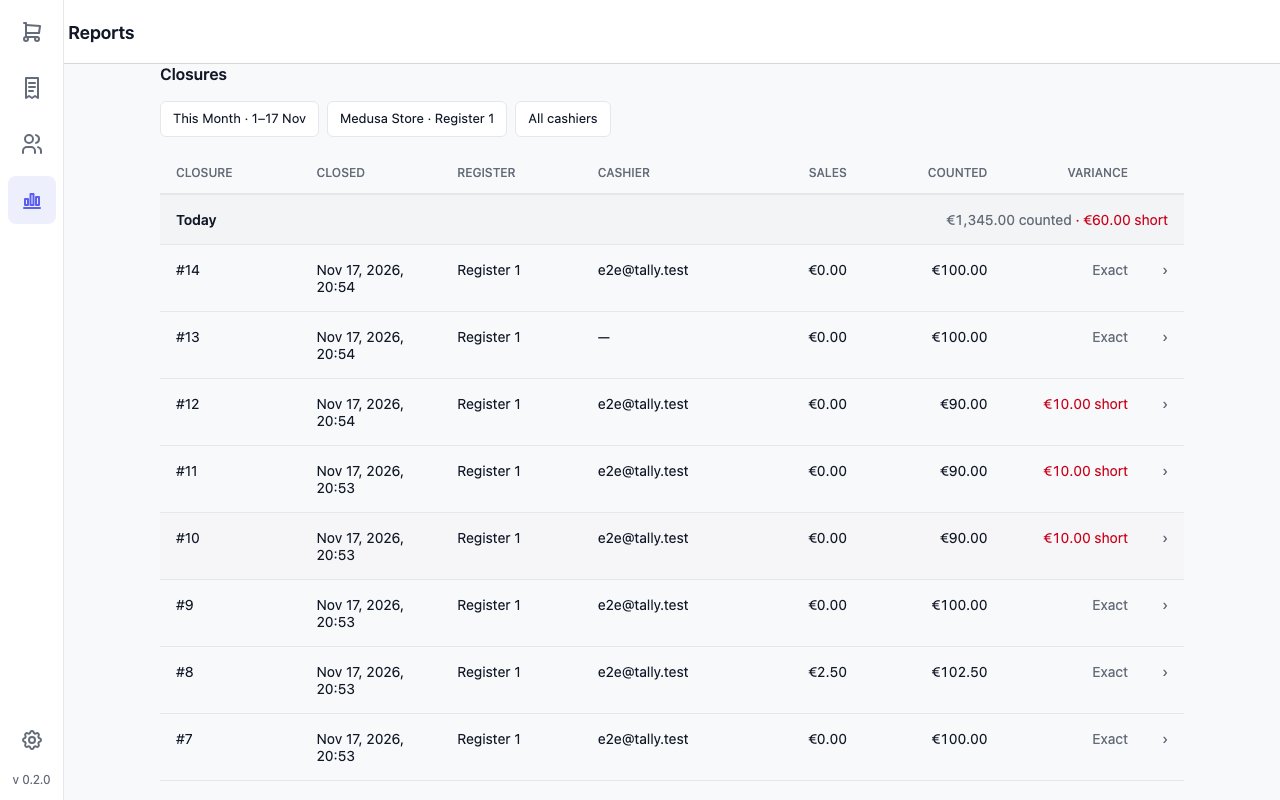 Reports
Closures
This Month · 1–17 Nov
Medusa Store · Register 1
All cashiers
CLOSURE CLOSED REGISTER CASHIER SALES COUNTED VARIANCE
Today €1,345.00 counted · €60.00 short
#14 Nov 17, 2026, Register 1 e2e@tally.test €0.00 €100.00 Exact ›
20:54
#13 Nov 17, 2026, Register 1 — €0.00 €100.00 Exact ›
20:54
#12 Nov 17, 2026, Register 1 e2e@tally.test €0.00 €90.00 €10.00 short ›
20:54
#11 Nov 17, 2026, Register 1 e2e@tally.test €0.00 €90.00 €10.00 short ›
20:53
#10 Nov 17, 2026, Register 1 e2e@tally.test €0.00 €90.00 €10.00 short ›
20:53
#9 Nov 17, 2026, Register 1 e2e@tally.test €0.00 €100.00 Exact ›
20:53
#8 Nov 17, 2026, Register 1 e2e@tally.test €2.50 €102.50 Exact ›
20:53
#7 Nov 17, 2026, Register 1 e2e@tally.test €0.00 €100.00 Exact ›
20:53
v 0.2.0